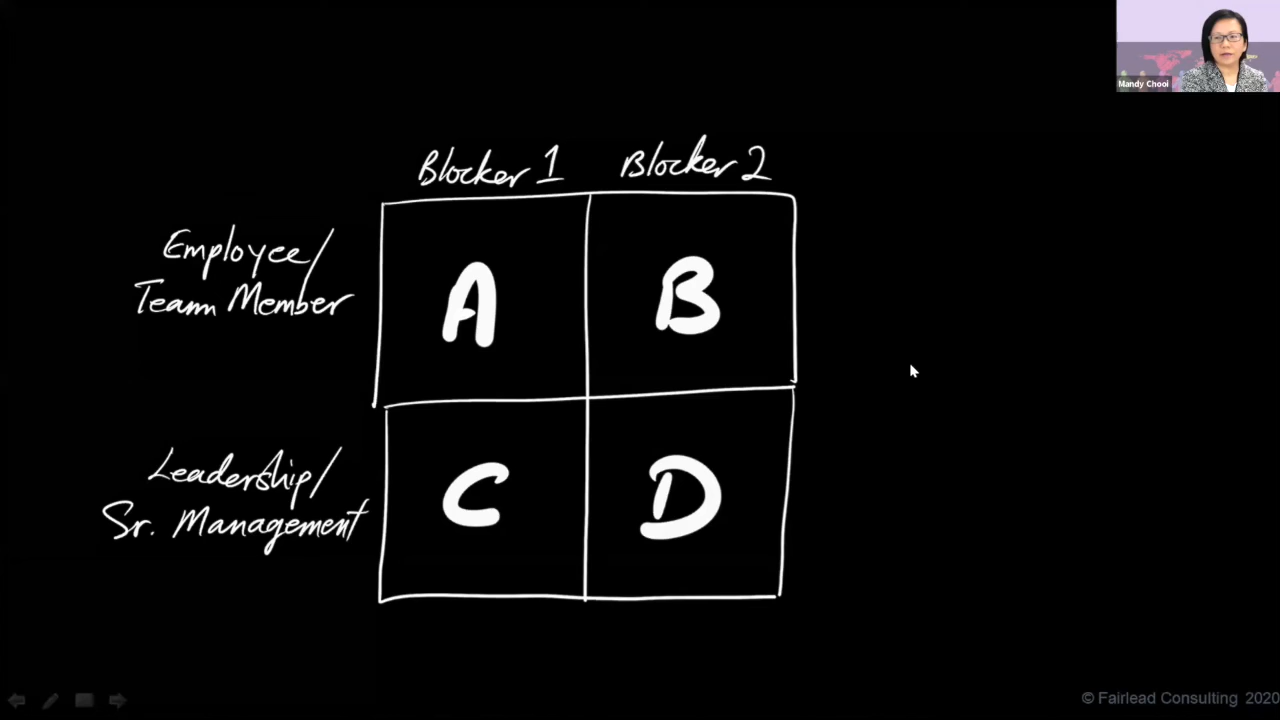 Mandy Chooi
Blocker 1 Blocker 2
Employee/
Team Member
A B
Leadership/
Sr. Management
C D
© Fairlead Consulting 2020